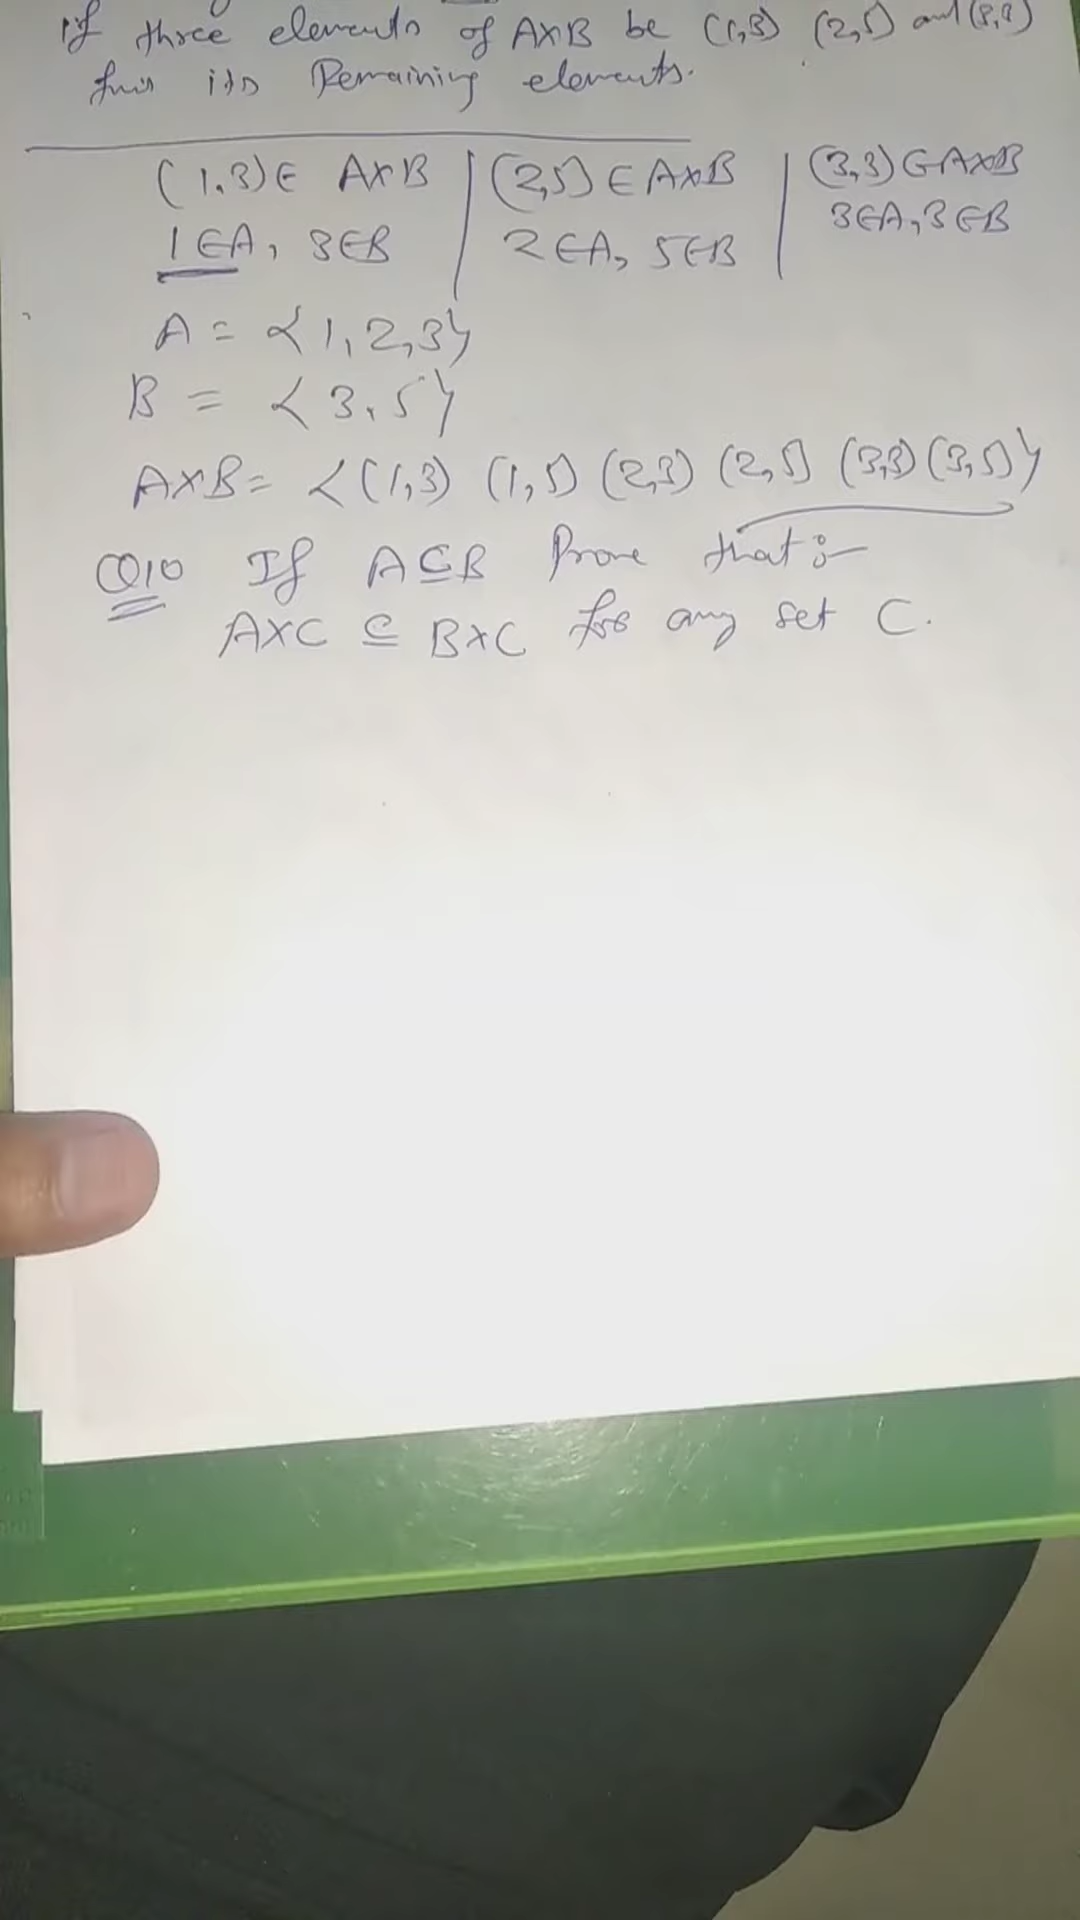 if three elements of A×B be (1,3) (2,5) and (3,3)
its Remaining elements.
(1,3)∈ A×B | (2,5)∈A×B | (3,3)∈A×B
1∈A, 3∈B | 2∈A, 5∈B | 3∈A, 3∈B
A = {1,2,3}
B = {3,5}
A×B= {(1,3) (1,5) (2,3) (2,5) (3,3) (3,5)}
Q10 If A⊆B Prove that:-
A×C ⊆ B×C for any set C.